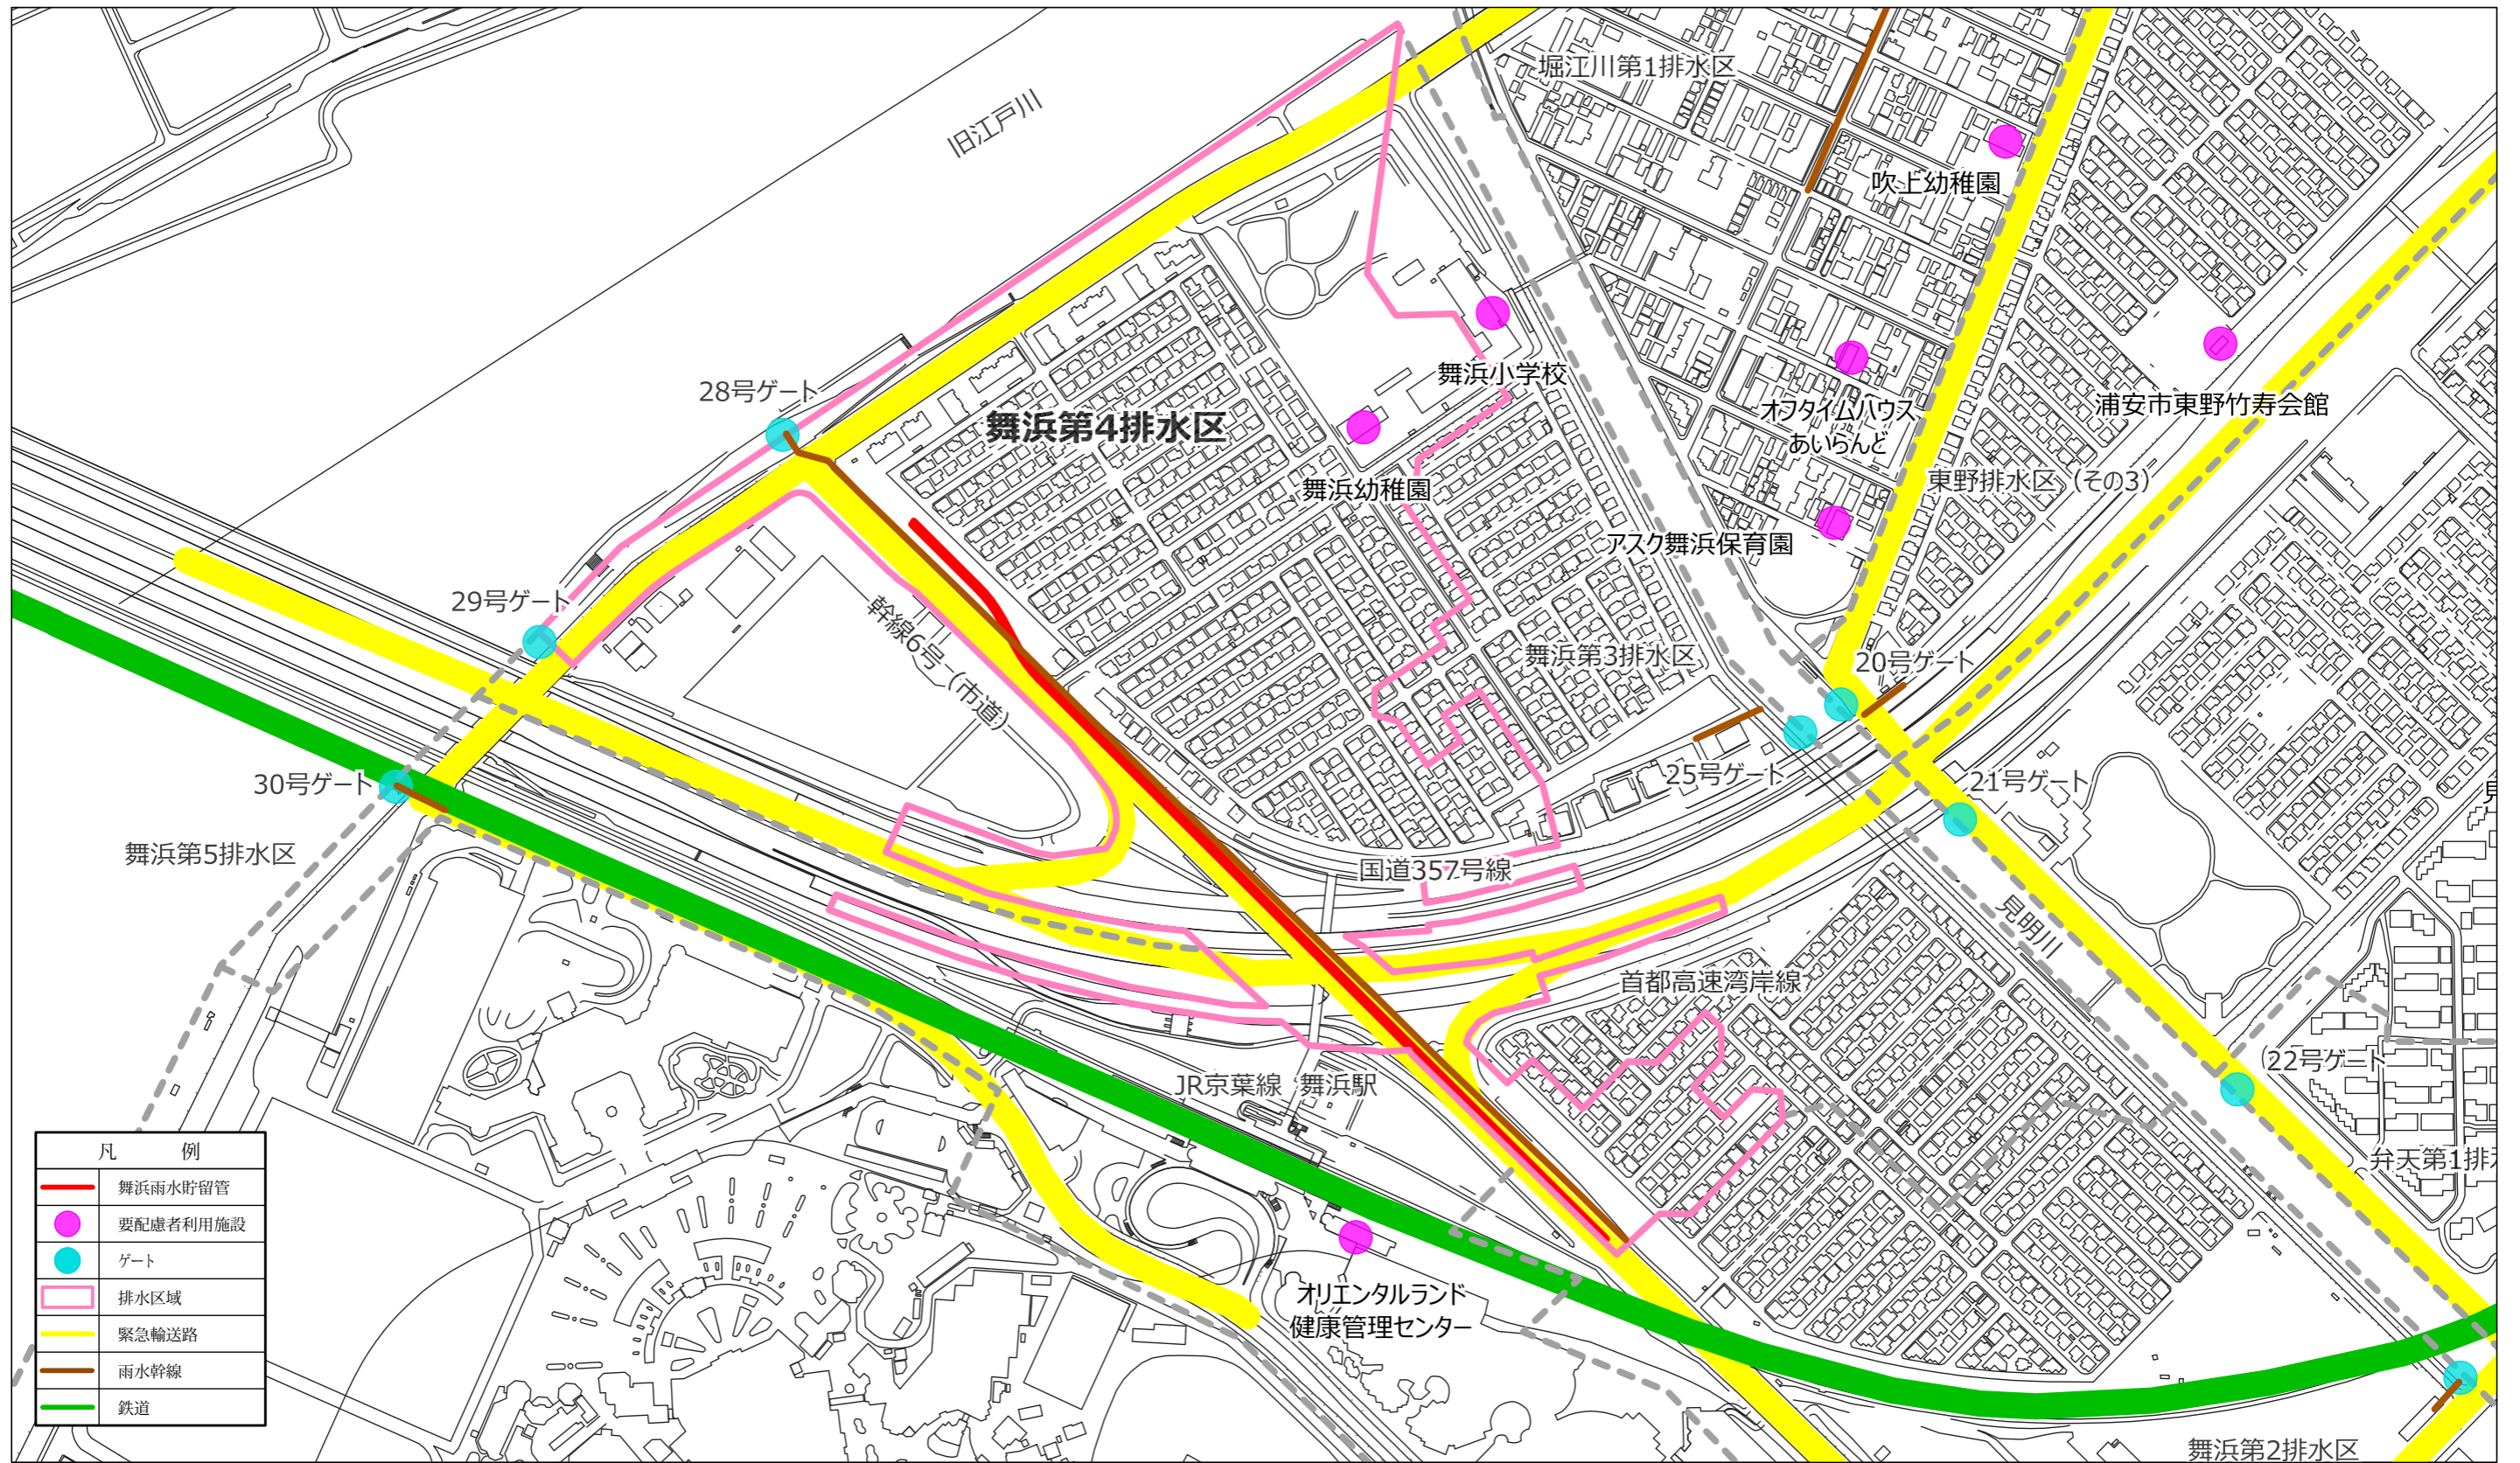 堀江川第1排水区
旧江戸川
吹上幼稚園
28号ゲート
舞浜小学校
舞浜第4排水区
オフタイムハウス
あいらんど
浦安市東野竹寿会館
舞浜幼稚園
東野排水区（その3）
アスク舞浜保育園
29号ゲート
幹線6号（市道）
舞浜第3排水区
20号ゲート
30号ゲート
25号ゲート
21号ゲート
見
舞浜第5排水区
国道357号線
見明川
首都高速湾岸線
22号ゲート
JR京葉線 舞浜駅
弁天第1排水
オリエンタルランド
健康管理センター
舞浜第2排水区
凡 例
舞浜雨水貯留管
要配慮者利用施設
ゲート
排水区域
緊急輸送路
雨水幹線
鉄道